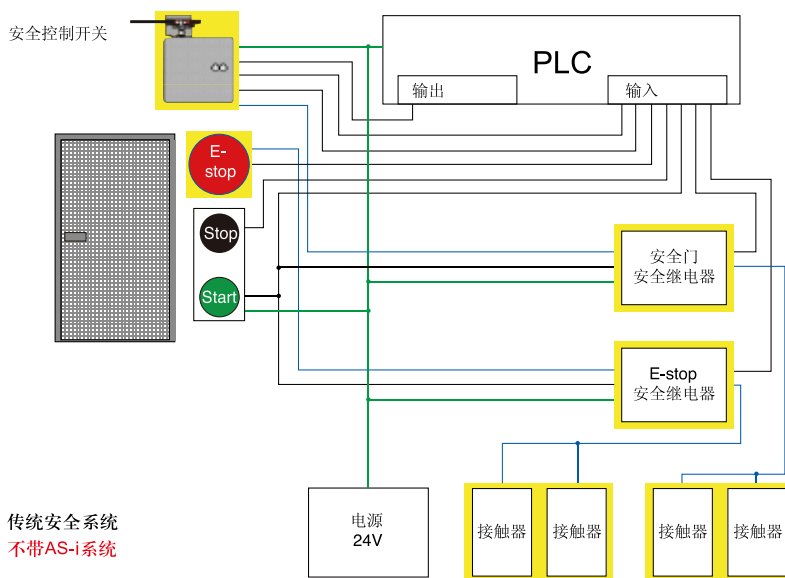 安全控制开关
PLC
输出
输入
E-
stop
Stop
Start
安全门
安全继电器
E-stop
安全继电器
电源
24V
接触器
接触器
接触器
接触器
传统安全系统
不带AS-i系统